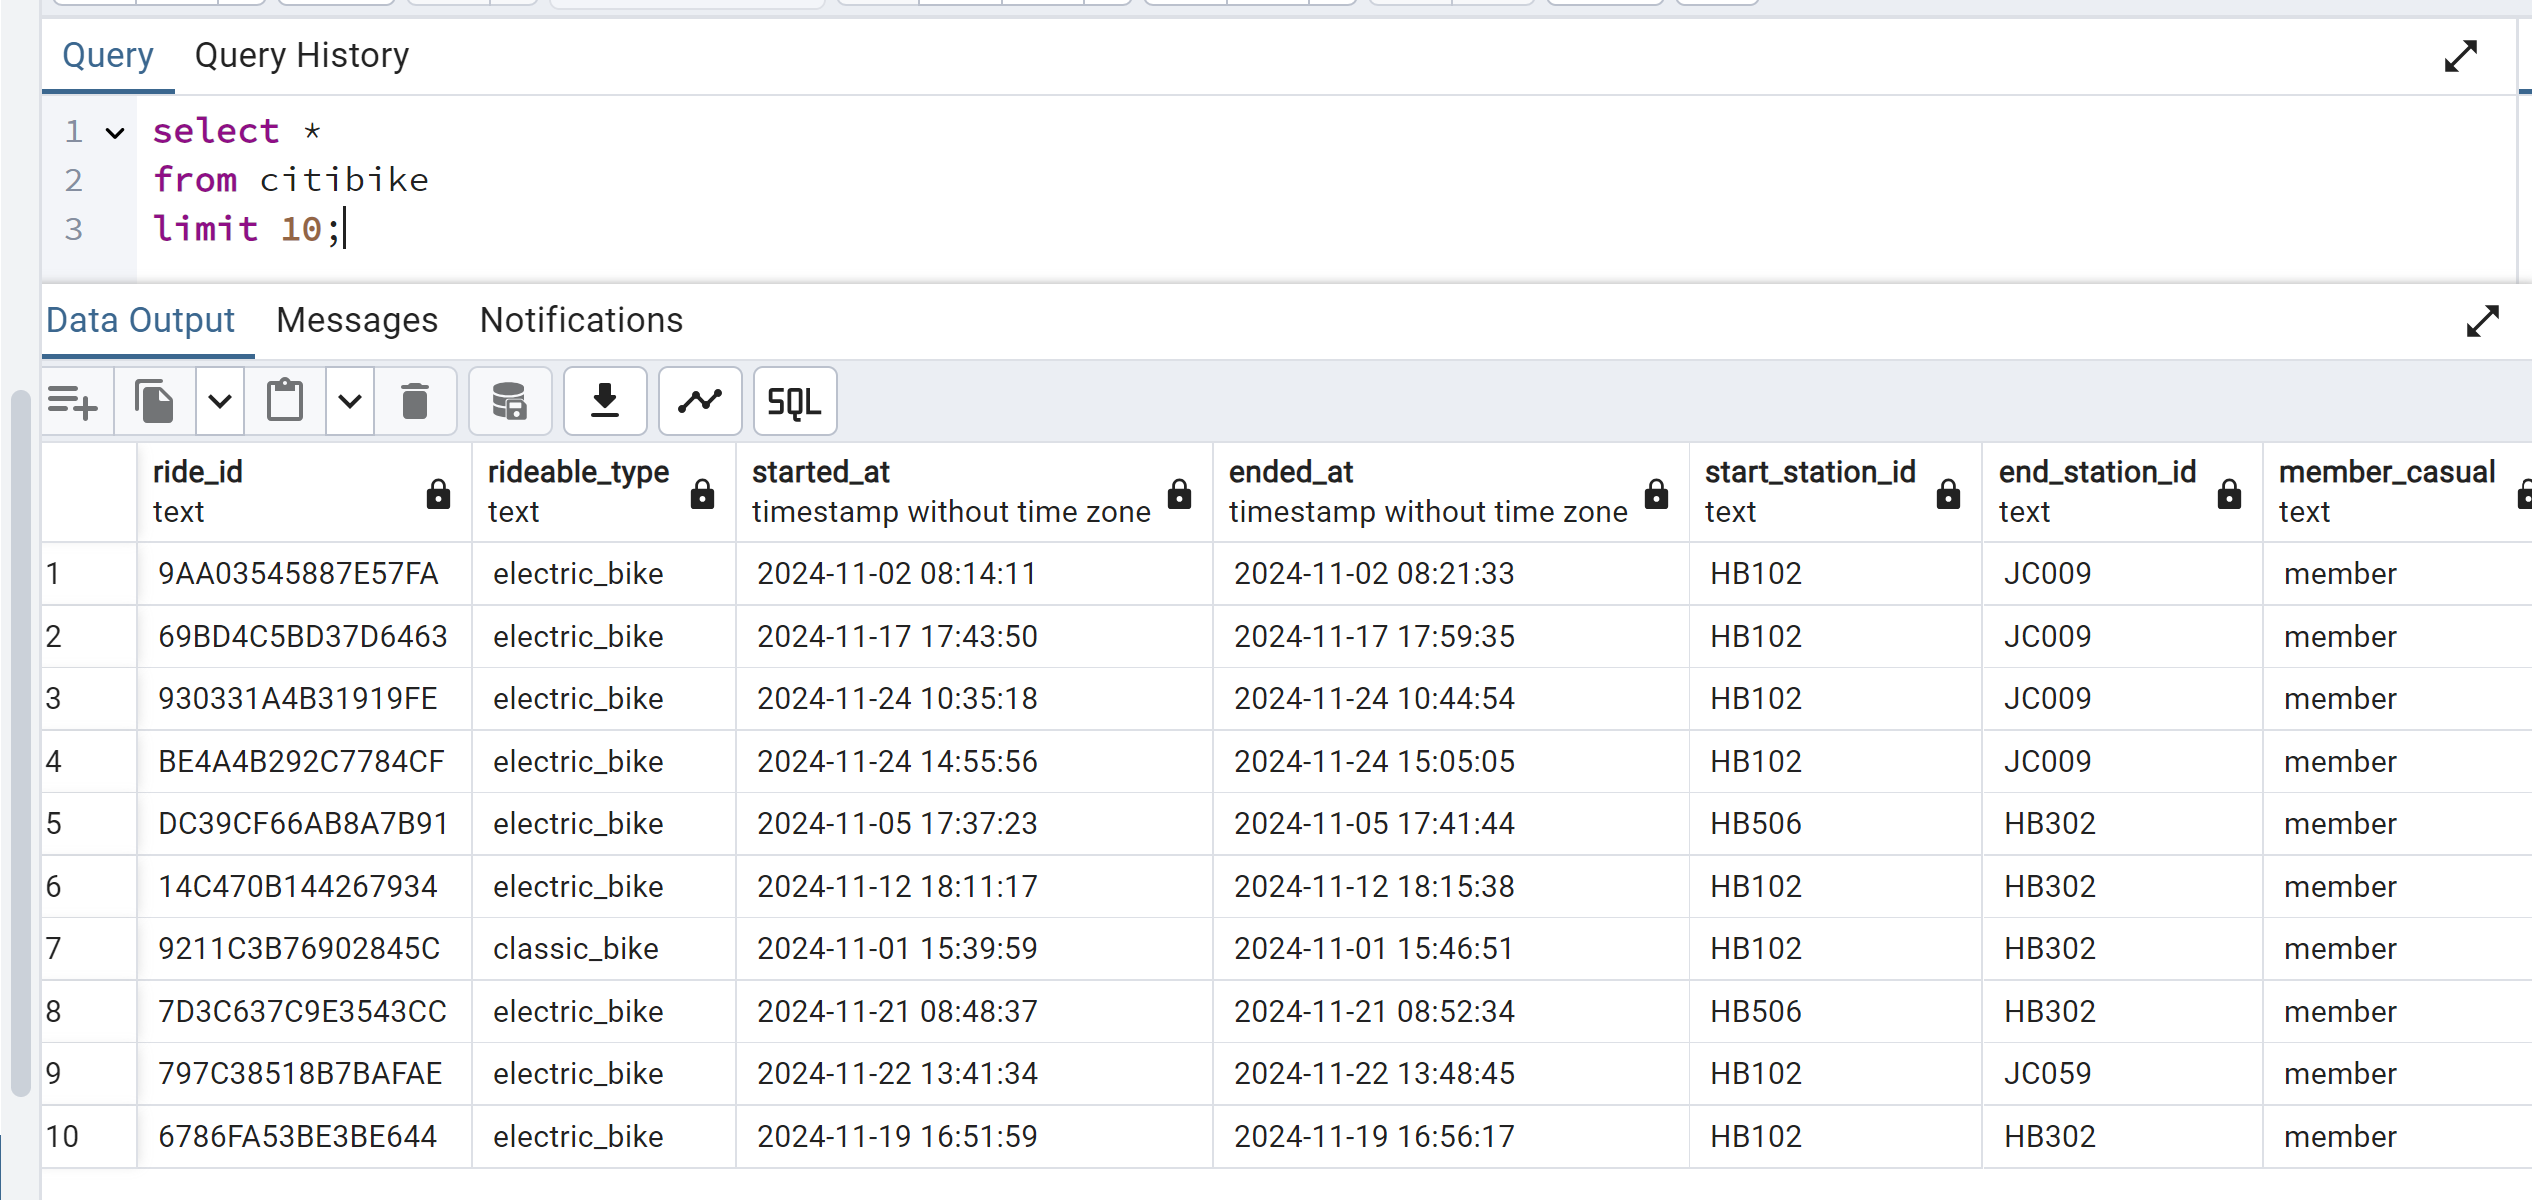 Query Query History
1 select *
2 from citibike
3 limit 10;
Data Output Messages Notifications
SQL
ride_id rideable_type started_at ended_at start_station_id end_station_id member_casual
text text timestamp without time zone timestamp without time zone text text text
1 9AA03545887E57FA electric_bike 2024-11-02 08:14:11 2024-11-02 08:21:33 HB102 JC009 member
2 69BD4C5BD37D6463 electric_bike 2024-11-17 17:43:50 2024-11-17 17:59:35 HB102 JC009 member
3 930331A4B31919FE electric_bike 2024-11-24 10:35:18 2024-11-24 10:44:54 HB102 JC009 member
4 BE4A4B292C7784CF electric_bike 2024-11-24 14:55:56 2024-11-24 15:05:05 HB102 JC009 member
5 DC39CF66AB8A7B91 electric_bike 2024-11-05 17:37:23 2024-11-05 17:41:44 HB506 HB302 member
6 14C470B144267934 electric_bike 2024-11-12 18:11:17 2024-11-12 18:15:38 HB102 HB302 member
7 9211C3B76902845C classic_bike 2024-11-01 15:39:59 2024-11-01 15:46:51 HB102 HB302 member
8 7D3C637C9E3543CC electric_bike 2024-11-21 08:48:37 2024-11-21 08:52:34 HB506 HB302 member
9 797C38518B7BAFAE electric_bike 2024-11-22 13:41:34 2024-11-22 13:48:45 HB102 JC059 member
10 6786FA53BE3BE644 electric_bike 2024-11-19 16:51:59 2024-11-19 16:56:17 HB102 HB302 member